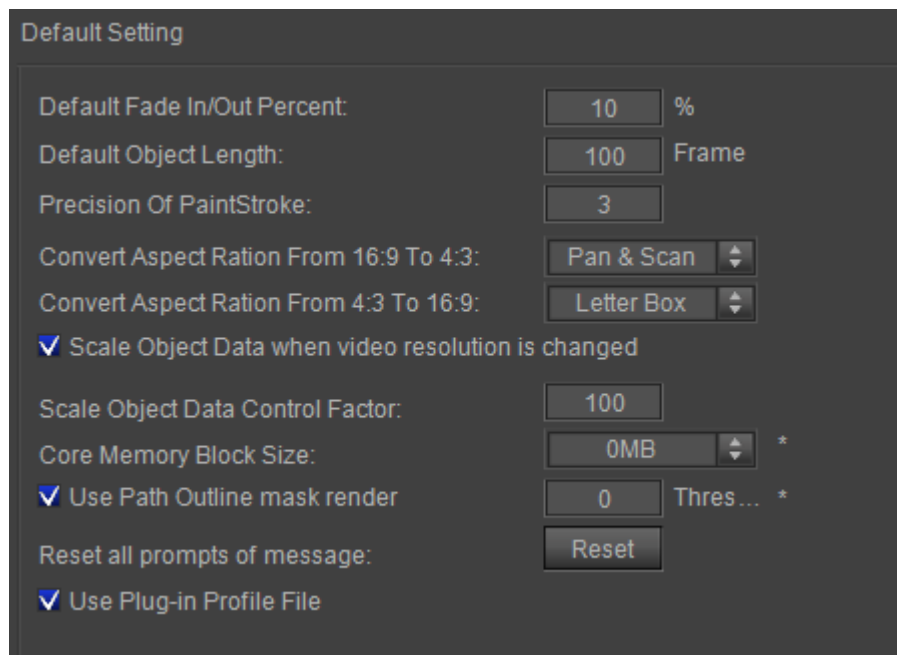 Default Setting
Default Fade In/Out Percent: 10 %
Default Object Length: 100 Frame
Precision Of PaintStroke: 3
Convert Aspect Ration From 16:9 To 4:3: Pan & Scan
Convert Aspect Ration From 4:3 To 16:9: Letter Box
Scale Object Data when video resolution is changed
Scale Object Data Control Factor: 100
Core Memory Block Size: 0MB *
Use Path Outline mask render 0 Thres... *
Reset all prompts of message: Reset
Use Plug-in Profile File